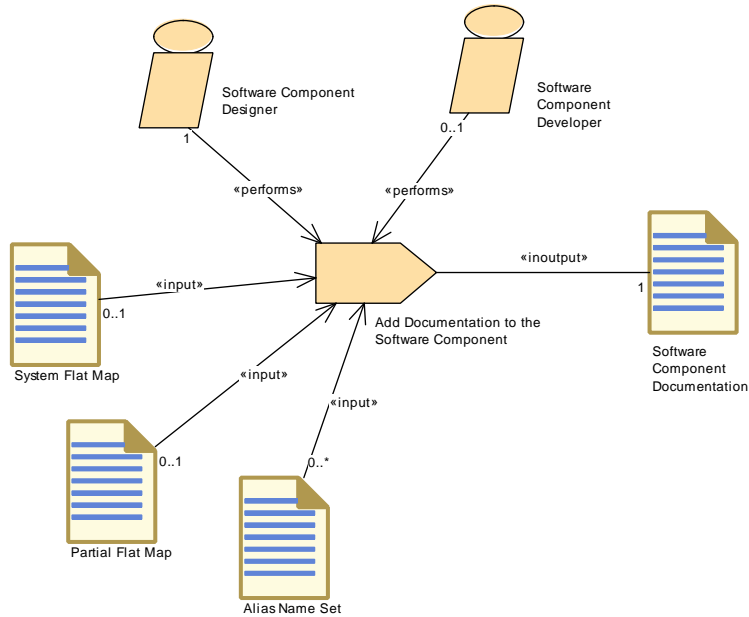 Software Component
Designer
Software
Component
Developer
1
0..1
«performs»
«performs»
«input»
0..1
System Flat Map
«inoutput»
1
Add Documentation to the
Software Component
Software
Component
Documentation
«input»
0..1
Partial Flat Map
«input»
0..*
Alias Name Set